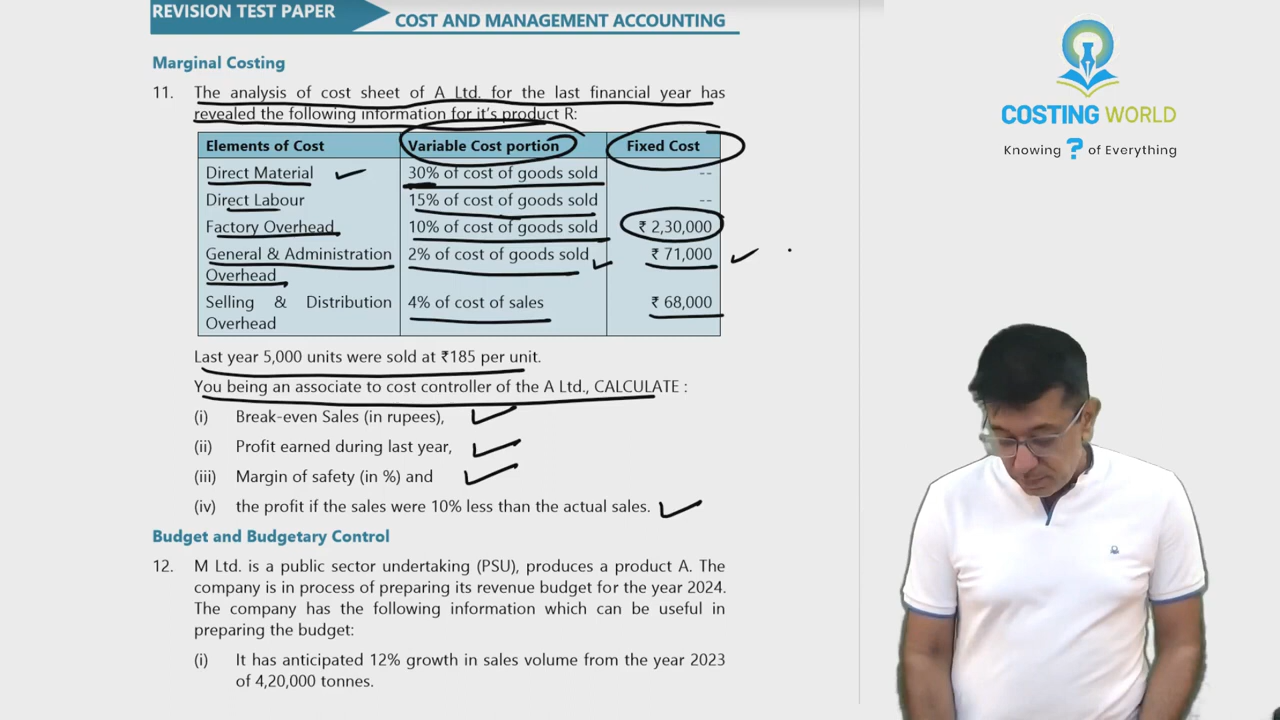 REVISION TEST PAPER
COST AND MANAGEMENT ACCOUNTING
Marginal Costing
11. The analysis of cost sheet of A Ltd. for the last financial year has
revealed the following information for it's product R:
Elements of Cost Variable Cost portion Fixed Cost
Direct Material 30% of cost of goods sold --
Direct Labour 15% of cost of goods sold --
Factory Overhead 10% of cost of goods sold ₹ 2,30,000
General & Administration 2% of cost of goods sold ₹ 71,000
Overhead
Selling & Distribution 4% of cost of sales ₹ 68,000
Overhead
Last year 5,000 units were sold at ₹185 per unit.
You being an associate to cost controller of the A Ltd., CALCULATE :
(i) Break-even Sales (in rupees),
(ii) Profit earned during last year,
(iii) Margin of safety (in %) and
(iv) the profit if the sales were 10% less than the actual sales.
Budget and Budgetary Control
12. M Ltd. is a public sector undertaking (PSU), produces a product A. The
company is in process of preparing its revenue budget for the year 2024.
The company has the following information which can be useful in
preparing the budget:
(i) It has anticipated 12% growth in sales volume from the year 2023
of 4,20,000 tonnes.
COSTING WORLD
Knowing ? of Everything